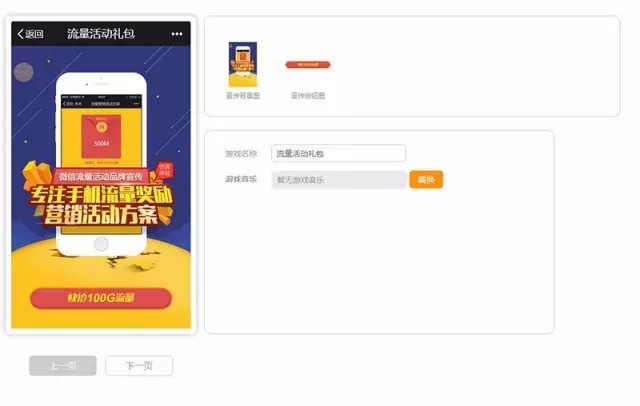 返回
流量活动礼包
500M
创意
体验
微信流量活动品牌宣传
专注手机流量奖励
营销活动方案
快抢100G流量
上一页
下一页
宣传背景图
宣传按钮图
游戏名称
流量活动礼包
游戏音乐
暂无游戏音乐
替换